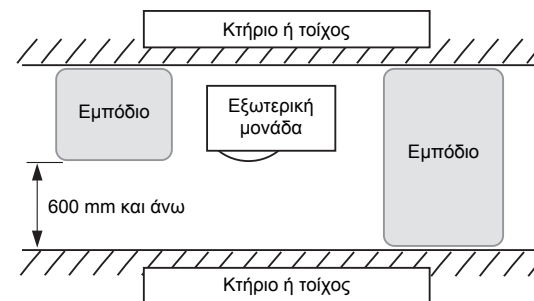 Κτήριο ή τοίχος
Εμπόδιο
Εξωτερική
μονάδα
Εμπόδιο
600 mm και άνω
Κτήριο ή τοίχος